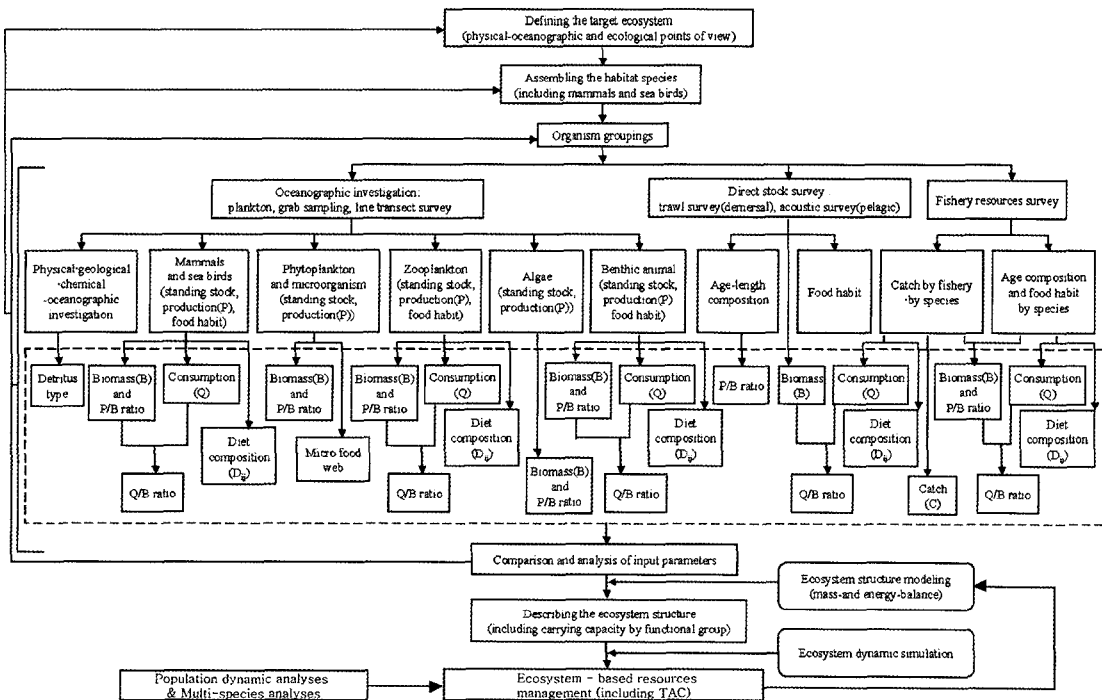 Defining the target ecosystem
(physical-oceanographic and ecological points of view)
Assembling the habitat species
(including mammals and sea birds)
Organism groupings
Oceanographic investigation:
plankton, grab sampling, line transect survey
Direct stock survey
trawl survey(demersal), acoustic survey(pelagic)
Fishery resources survey
Physical-geological
-chemical
-oceanographic
investigation
Mammals
and sea birds
(standing stock,
production(P),
food habit)
Phytoplankton
and microorganism
(standing stock,
production(P))
Zooplankton
(standing stock,
production(P),
food habit)
Algae
(standing stock,
production(P))
Benthic animal
(standing stock,
production(P)
food habit)
Age-length
composition
Food habit
Catch by fishery
·by species
Age composition
and food habit
by species
Detritus
type
Biomass(B)
and
P/B ratio
Consumption
(Q)
Biomass(B)
and
P/B ratio
Biomass(B)
and
P/B ratio
Consumption
(Q)
Biomass(B)
and
P/B ratio
Consumption
(Q)
P/B ratio
Biomass
(B)
Consumption
(Q)
Biomass(B)
and
P/B ratio
Consumption
(Q)
Diet
composition
(Dij)
Micro food
web
Diet
composition
(Dij)
Biomass(B)
and
P/B ratio
Diet
composition
(Dij)
Diet
composition
(Dij)
Diet
composition
(Dij)
Q/B ratio
Q/B ratio
Q/B ratio
Q/B ratio
Catch
(C)
Q/B ratio
Comparison and analysis of input parameters
Ecosystem structure modeling
(mass-and energy-balance)
Describing the ecosystem structure
(including carrying capacity by functional group)
Ecosystem dynamic simulation
Population dynamic analyses
& Multi-species analyses
Ecosystem - based resources
management (including TAC)